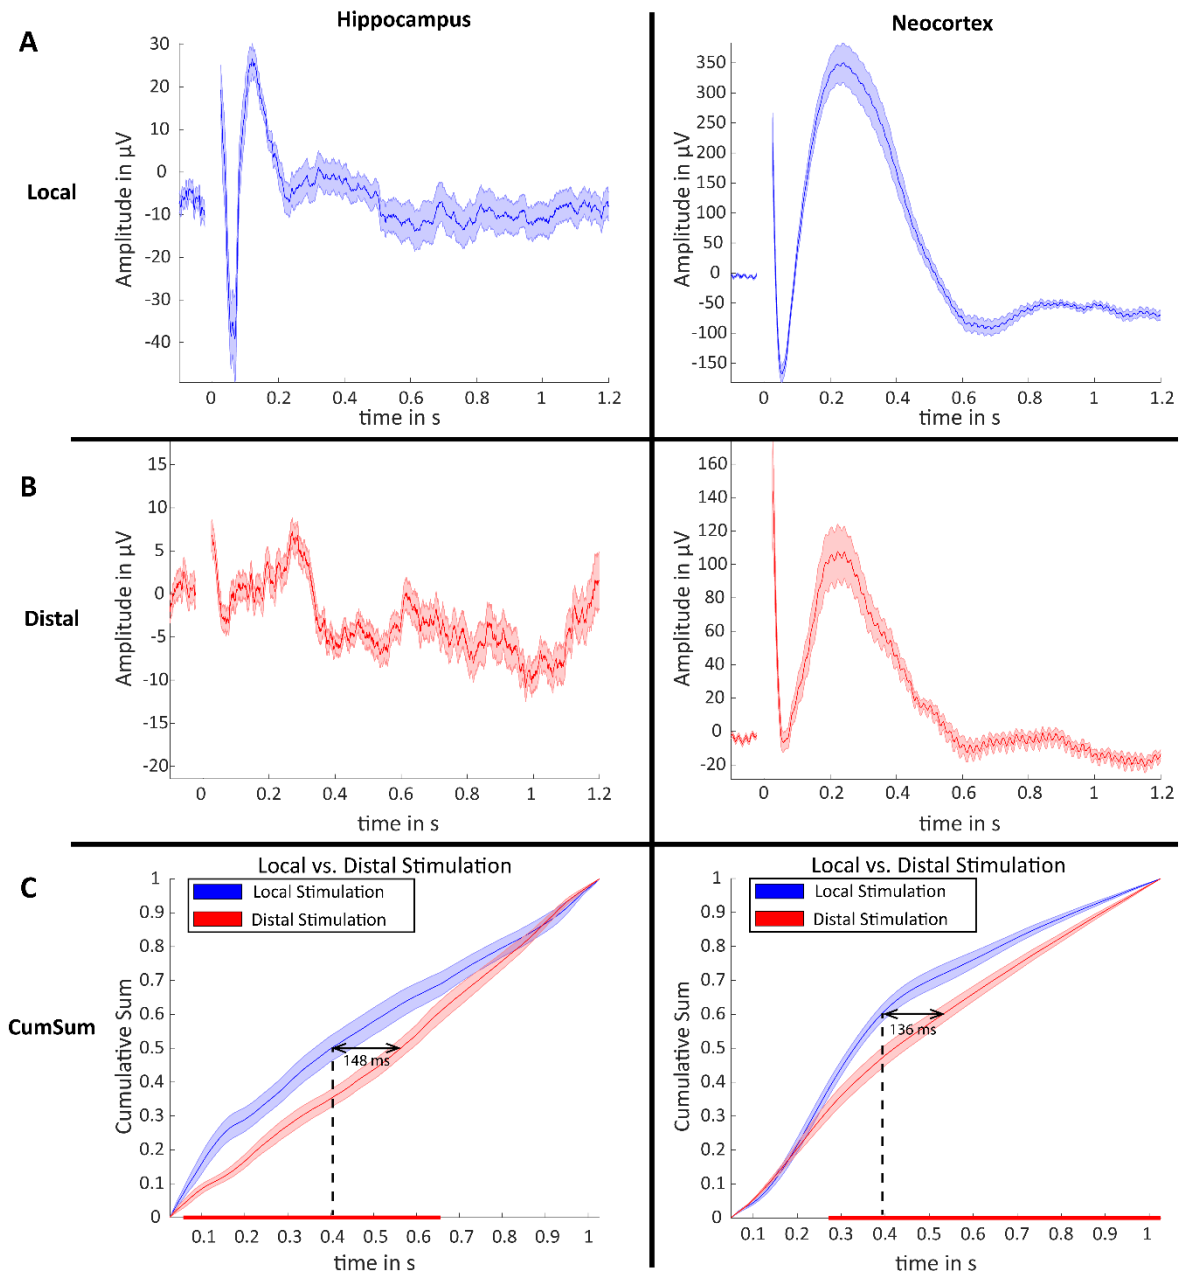 Hippocampus
Neocortex
A
Local
Amplitude in µV
30
20
10
0
-10
-20
-30
-40
0 0.2 0.4 0.6 0.8 1 1.2
time in s
Amplitude in µV
350
300
250
200
150
100
50
0
-50
-100
-150
0 0.2 0.4 0.6 0.8 1 1.2
time in s
B
Distal
Amplitude in µV
15
10
5
0
-5
-10
-15
-20
0 0.2 0.4 0.6 0.8 1 1.2
time in s
Amplitude in µV
160
140
120
100
80
60
40
20
0
-20
0 0.2 0.4 0.6 0.8 1 1.2
time in s
C
CumSum
Local vs. Distal Stimulation
Local Stimulation
Distal Stimulation
Cumulative Sum
1
0.9
0.8
0.7
0.6
0.5
0.4
0.3
0.2
0.1
0
148 ms
0.1 0.2 0.3 0.4 0.5 0.6 0.7 0.8 0.9 1
time in s
Local vs. Distal Stimulation
Local Stimulation
Distal Stimulation
Cumulative Sum
1
0.9
0.8
0.7
0.6
0.5
0.4
0.3
0.2
0.1
0
136 ms
0.1 0.2 0.3 0.4 0.5 0.6 0.7 0.8 0.9 1
time in s